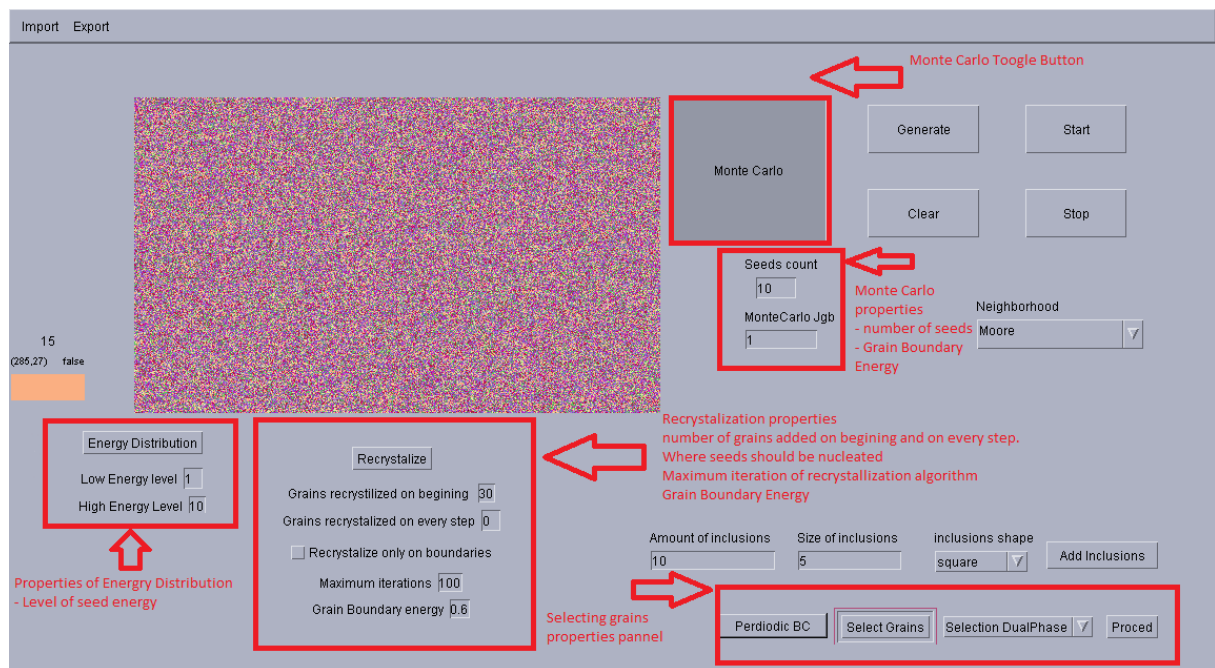 Import Export
Monte Carlo Toogle Button
Monte Carlo
Generate
Start
Clear
Stop
Seeds count
10
MonteCarlo Jgb
1
Monte Carlo
properties
- number of seeds
- Grain Boundary
Energy
Neighborhood
Moore
15
(285,27) false
Energy Distribution
Low Energy level 1
High Energy Level 10
Properties of Energry Distribution
- Level of seed energy
Recrystalize
Grains recrystilized on begining 30
Grains recrystalized on every step 0
Recrystalize only on boundaries
Maximum iterations 100
Grain Boundary energy 0.6
Recrystalization properties
number of grains added on begining and on every step.
Where seeds should be nucleated
Maximum iteration of recrystallization algorithm
Grain Boundary Energy
Amount of inclusions
10
Size of inclusions
5
inclusions shape
square
Add Inclusions
Selecting grains
properties pannel
Perdiodic BC
Select Grains
Selection DualPhase
Proced